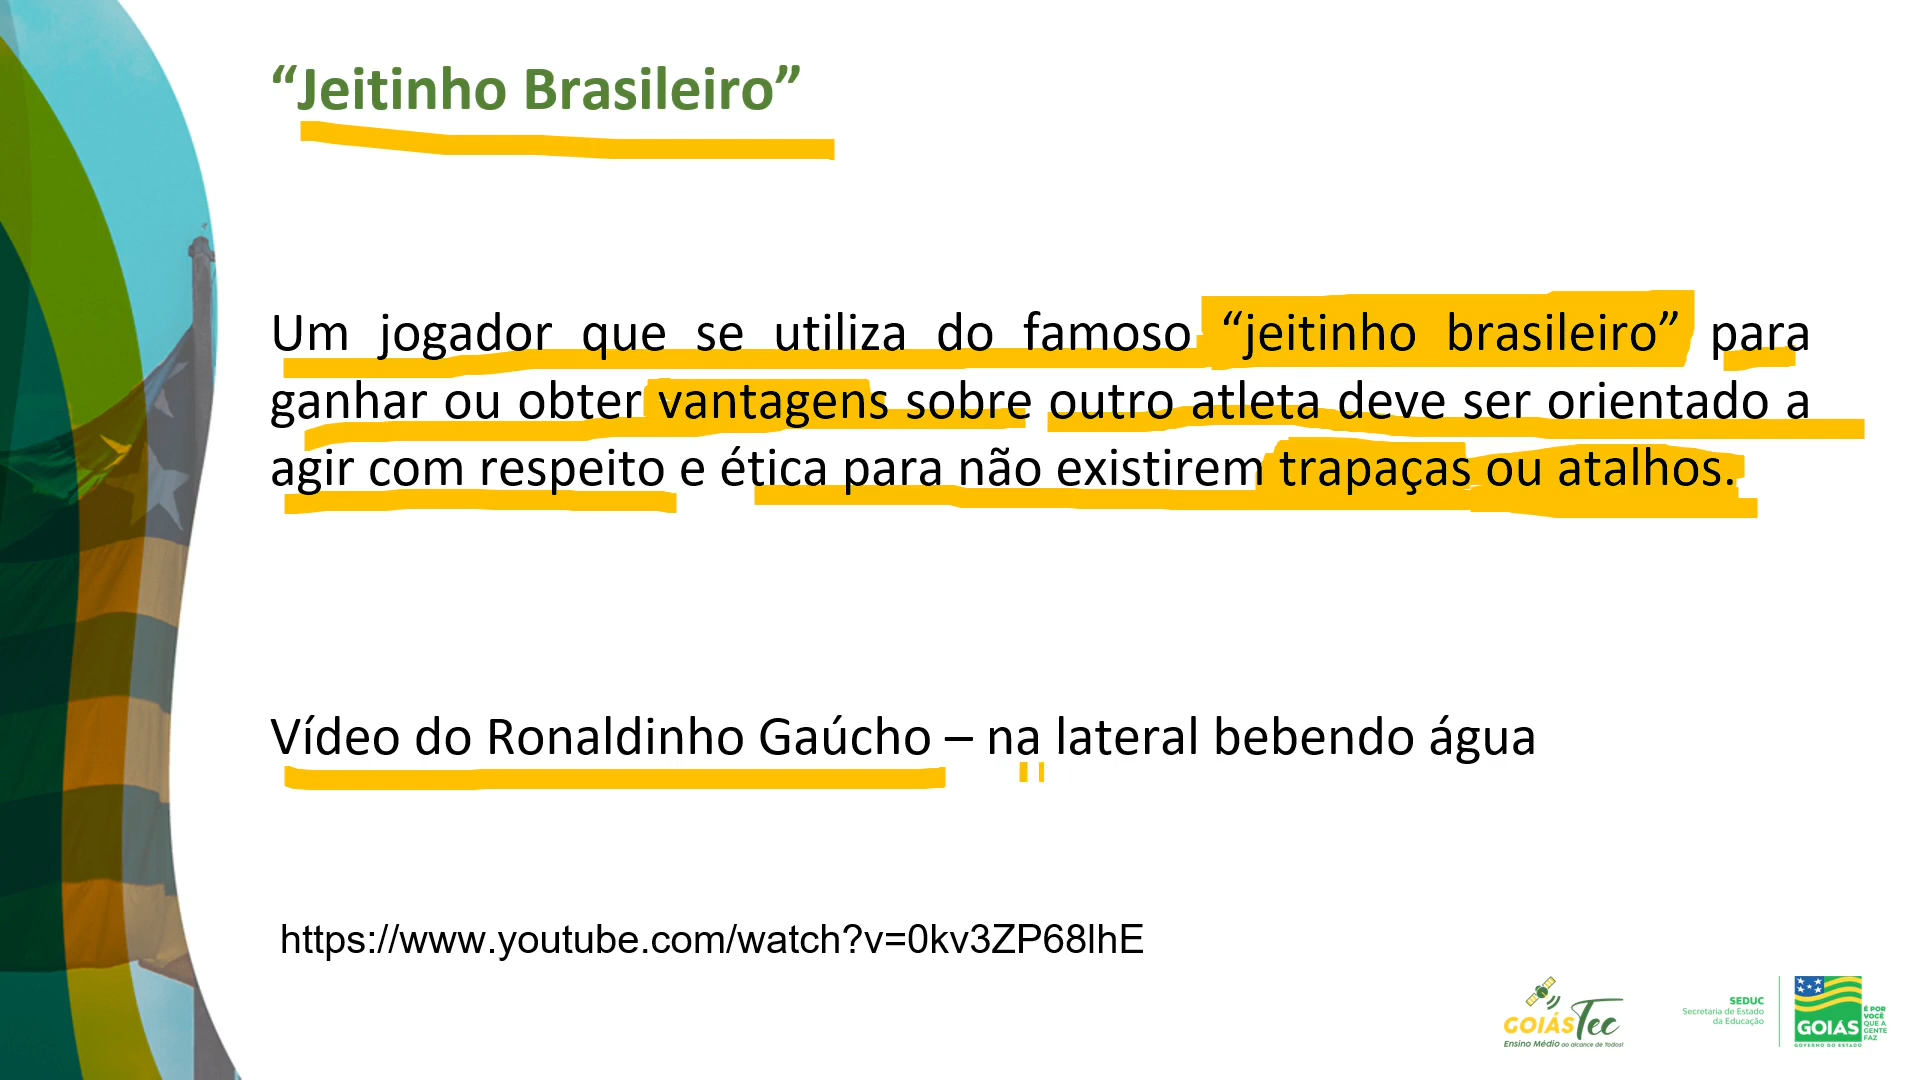 “Jeitinho Brasileiro”
Um jogador que se utiliza do famoso “jeitinho brasileiro” para
ganhar ou obter vantagens sobre outro atleta deve ser orientado a
agir com respeito e ética para não existirem trapaças ou atalhos.
Vídeo do Ronaldinho Gaúcho – na lateral bebendo água
https://www.youtube.com/watch?v=0kv3ZP68lhE
GOIÁSTec
Ensino Médio ao alcance de Todos!
SEDUC
Secretaria de Estado
da Educação
GOIÁS
GOVERNO DO ESTADO
É POR
VOCÊ
QUE A
GENTE
FAZ